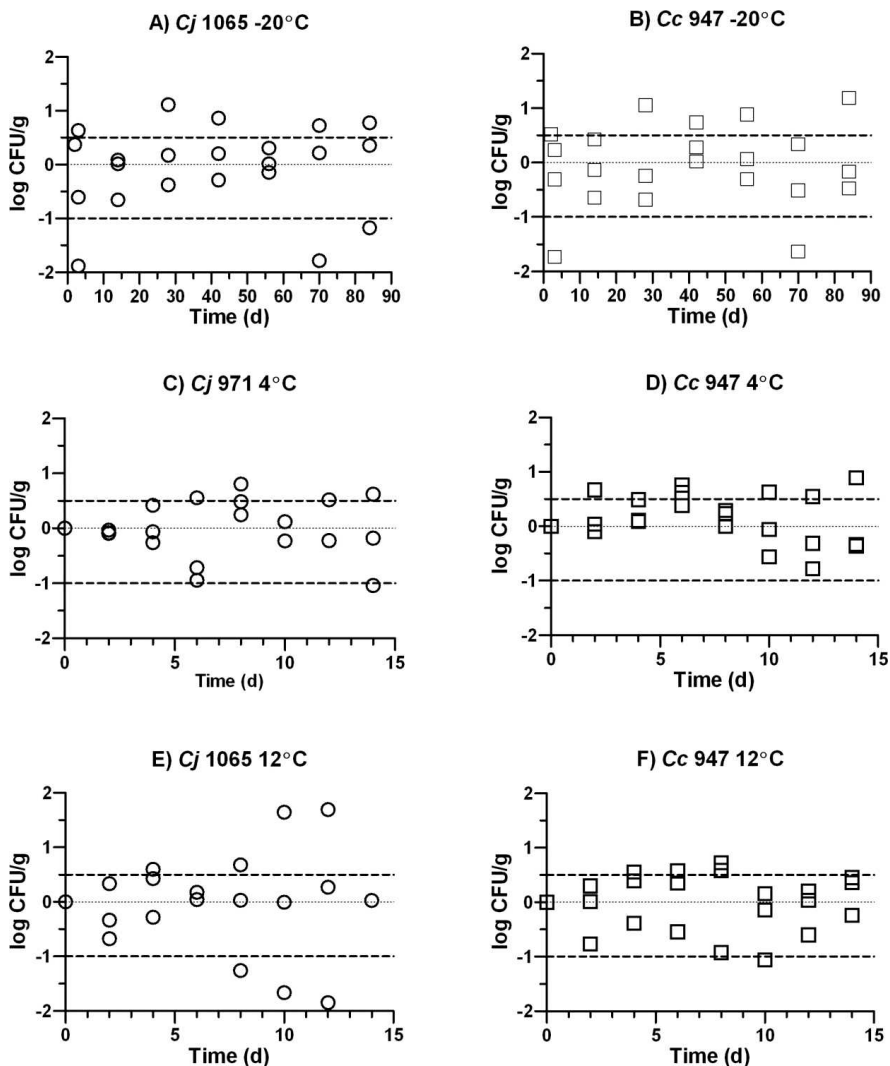 A) Cj 1065 -20°C
2
1
0
-1
-2
log CFU/g
0 10 20 30 40 50 60 70 80 90
Time (d)
B) Cc 947 -20°C
2
1
0
-1
-2
log CFU/g
0 10 20 30 40 50 60 70 80 90
Time (d)
C) Cj 971 4°C
2
1
0
-1
-2
log CFU/g
0 5 10 15
Time (d)
D) Cc 947 4°C
2
1
0
-1
-2
log CFU/g
0 5 10 15
Time (d)
E) Cj 1065 12°C
2
1
0
-1
-2
log CFU/g
0 5 10 15
Time (d)
F) Cc 947 12°C
2
1
0
-1
-2
log CFU/g
0 5 10 15
Time (d)